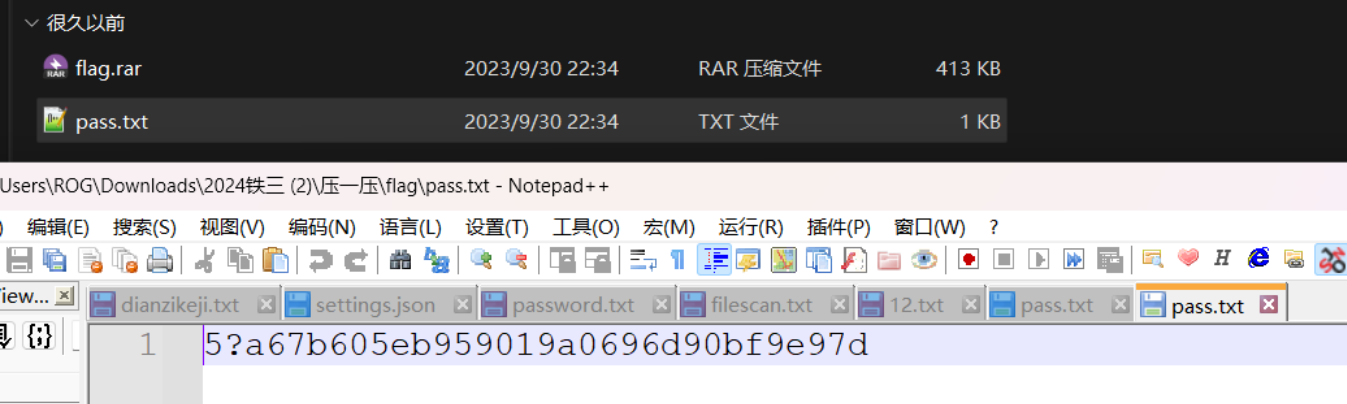 很久以前
flag.rar 2023/9/30 22:34 RAR 压缩文件 413 KB
pass.txt 2023/9/30 22:34 TXT 文件 1 KB
Users\ROG\Downloads\2024铁三 (2)\压一压\flag\pass.txt - Notepad++
) 编辑(E) 搜索(S) 视图(V) 编码(N) 语言(L) 设置(T) 工具(O) 宏(M) 运行(R) 插件(P) 窗口(W) ?
iew... dianzikeji.txt settings.json password.txt filescan.txt 12.txt pass.txt pass.txt
1 5?a67b605eb959019a0696d90bf9e97d